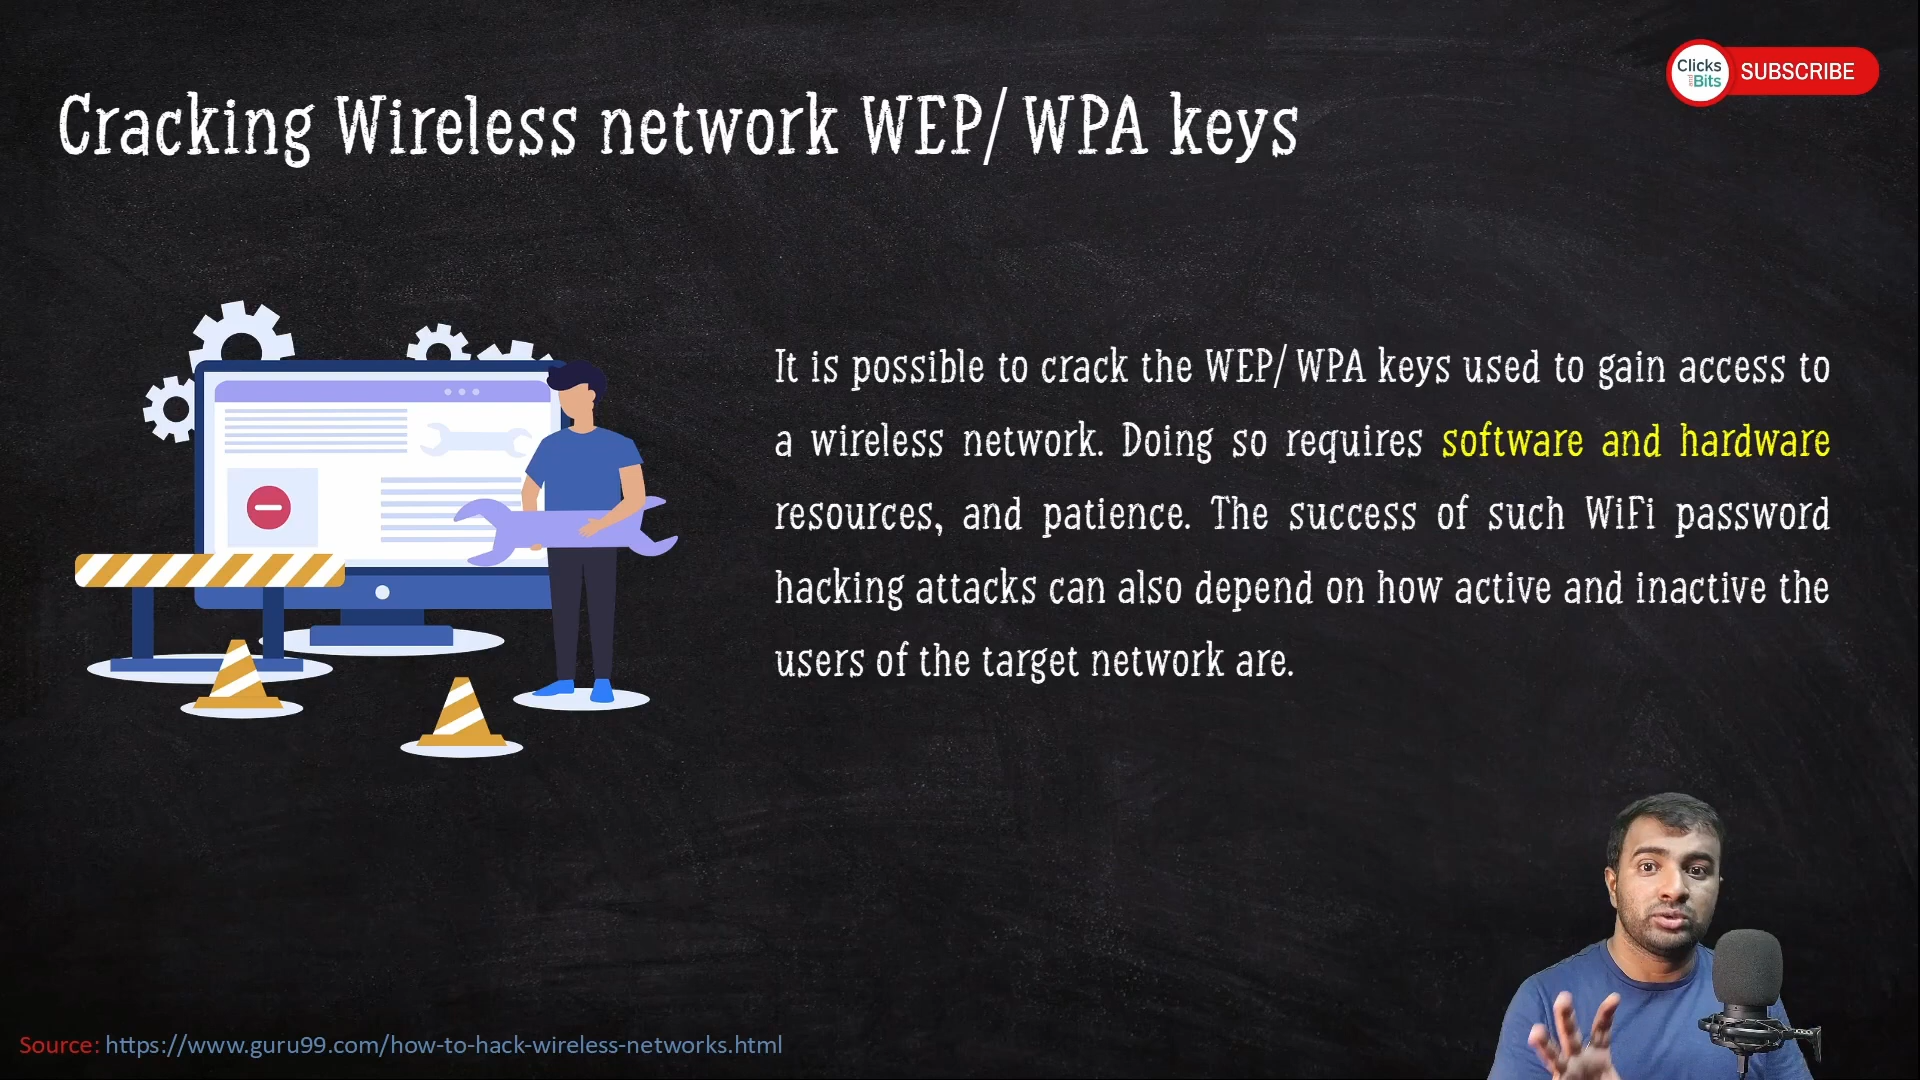 Clicks
and
Bits
SUBSCRIBE
Cracking Wireless network WEP/ WPA keys
It is possible to crack the WEP/ WPA keys used to gain access to
a wireless network. Doing so requires software and hardware
resources, and patience. The success of such WiFi password
hacking attacks can also depend on how active and inactive the
users of the target network are.
Source: https://www.guru99.com/how-to-hack-wireless-networks.html